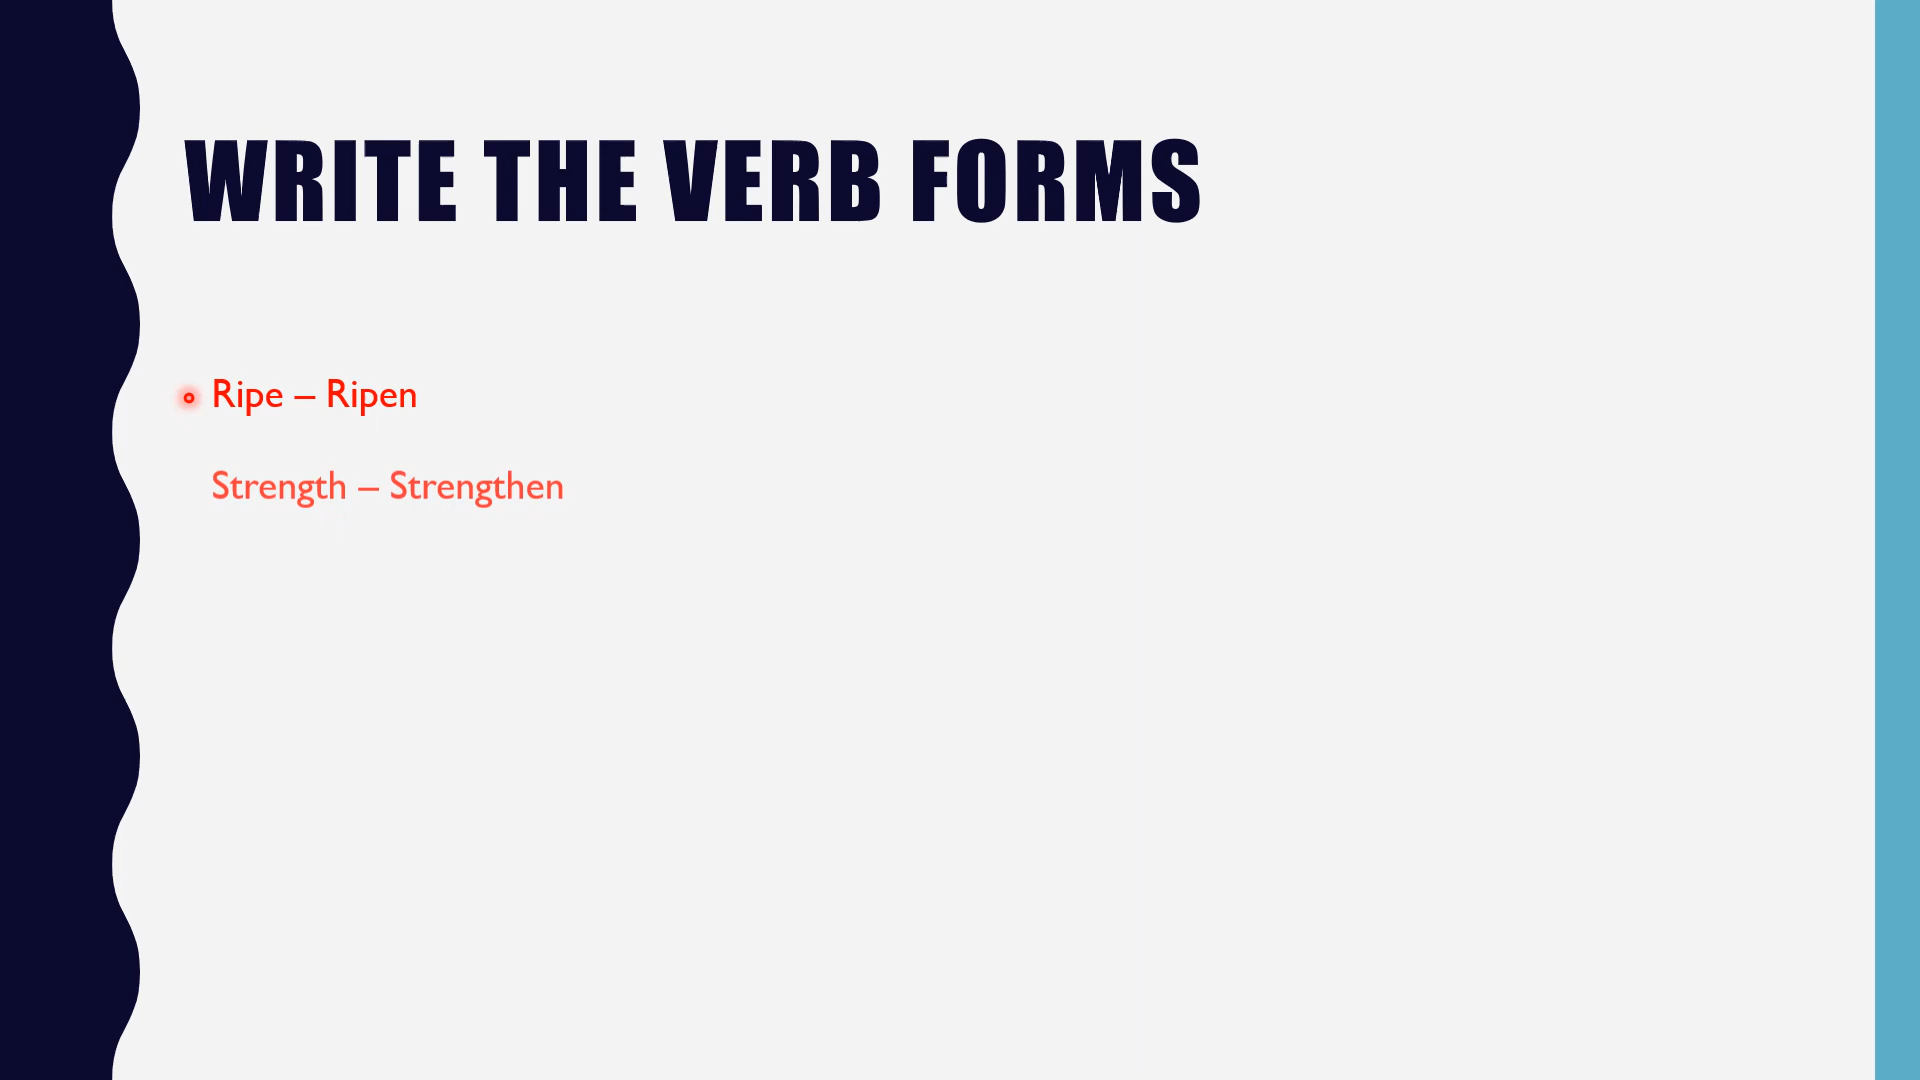 WRITE THE VERB FORMS
Ripe – Ripen
Strength – Strengthen